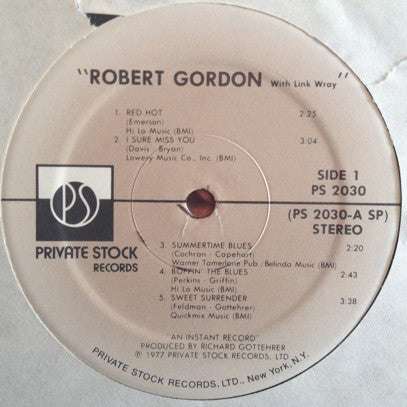 "ROBERT GORDON With Link Wray"
1. RED HOT 2:25
(Emerson)
Hi Lo Music (BMI)
2. I SURE MISS YOU 3:04
(Davis - Bryan)
Lowery Music Co., Inc. (BMI)
PS
PRIVATE STOCK
RECORDS
SIDE 1
PS 2030
(PS 2030-A SP)
STEREO
3. SUMMERTIME BLUES 2:20
(Cochran - Capehart)
Warner Tamerlane Pub., Belinda Music (BMI)
4. BOPPIN' THE BLUES 2:43
(Perkins - Griffin)
Hi Lo Music (BMI)
5. SWEET SURRENDER 3:38
(Feldman - Gottehrer)
Quickmix Music (BMI)
"AN INSTANT RECORD"
PRODUCED BY RICHARD GOTTEHRER
℗ 1977 PRIVATE STOCK RECORDS, LTD
PRIVATE STOCK RECORDS, LTD., New York, N.Y.